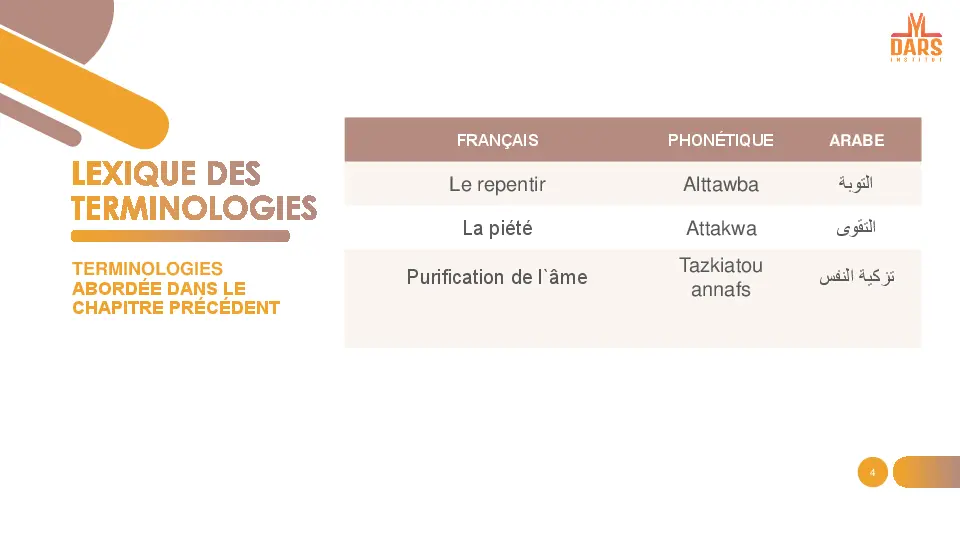 DARS
INSTITUT
LEXIQUE DES
TERMINOLOGIES
TERMINOLOGIES
ABORDÉE DANS LE
CHAPITRE PRÉCÉDENT
FRANÇAIS PHONÉTIQUE ARABE
Le repentir Alttawba التوبة
La piété Attakwa التقوى
Purification de l`âme Tazkiatou annafs تزكية النفس
4